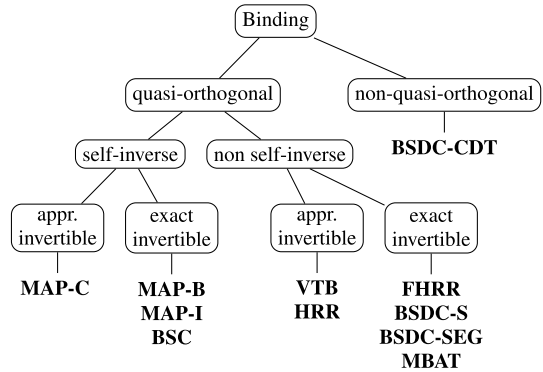 Binding
quasi-orthogonal
non-quasi-orthogonal
BSDC-CDT
self-inverse
non self-inverse
appr.
invertible
exact
invertible
appr.
invertible
exact
invertible
MAP-C
MAP-B
MAP-I
BSC
VTB
HRR
FHRR
BSDC-S
BSDC-SEG
MBAT